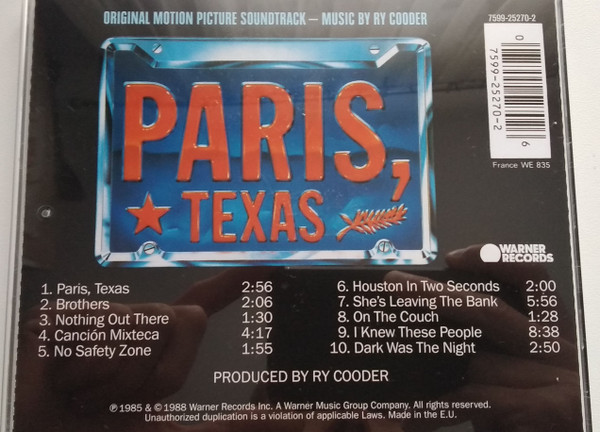 ORIGINAL MOTION PICTURE SOUNDTRACK – MUSIC BY RY COODER
7599-25270-2
0
7599-25270-2
6
France WE 835
PARIS,
TEXAS
WARNER
RECORDS
1. Paris, Texas 2:56
2. Brothers 2:06
3. Nothing Out There 1:30
4. Canción Mixteca 4:17
5. No Safety Zone 1:55
6. Houston In Two Seconds 2:00
7. She's Leaving The Bank 5:56
8. On The Couch 1:28
9. I Knew These People 8:38
10. Dark Was The Night 2:50
PRODUCED BY RY COODER
℗ 1985 & © 1988 Warner Records Inc. A Warner Music Group Company. All rights reserved.
Unauthorized duplication is a violation of applicable Laws. Made in the E.U.